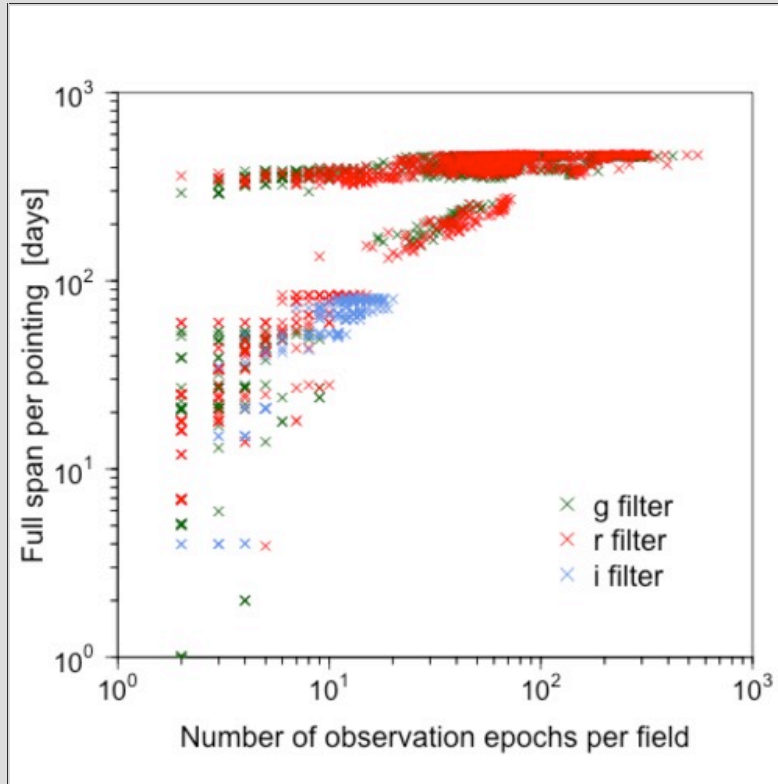 10³
10²
10¹
10⁰
Full span per pointing [days]
g filter
r filter
i filter
10⁰ 10¹ 10² 10³
Number of observation epochs per field